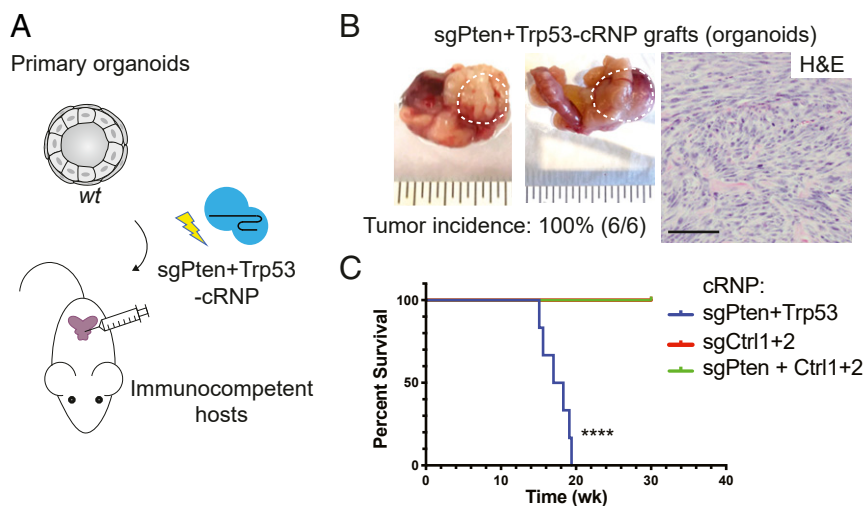 A
Primary organoids
wt
sgPten+Trp53
-cRNP
Immunocompetent
hosts
B
sgPten+Trp53-cRNP grafts (organoids)
H&E
Tumor incidence: 100% (6/6)
C
cRNP:
sgPten+Trp53
sgCtrl1+2
sgPten + Ctrl1+2
Percent Survival
100
50
0
****
0 10 20 30 40
Time (wk)